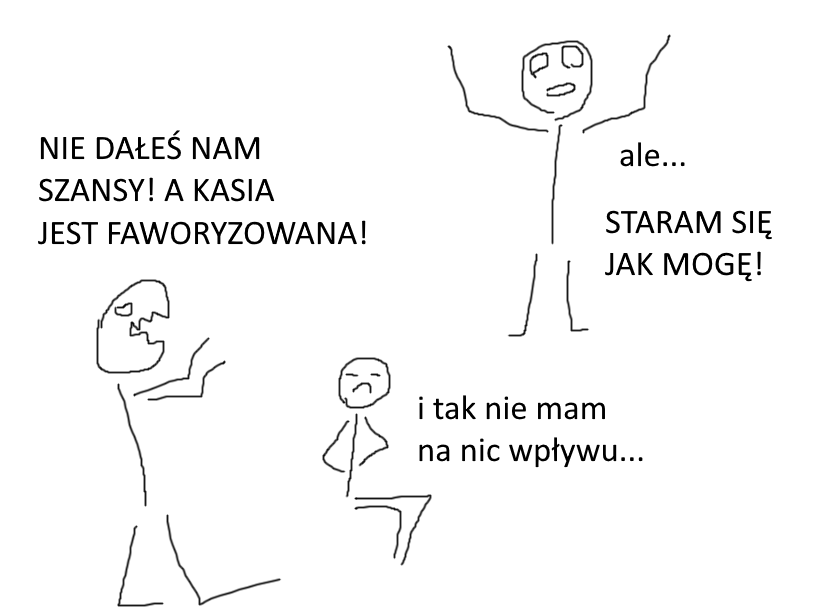 NIE DAŁEŚ NAM
SZANSY! A KASIA
JEST FAWORYZOWANA!
ale...
STARAM SIĘ
JAK MOGĘ!
i tak nie mam
na nic wpływu...